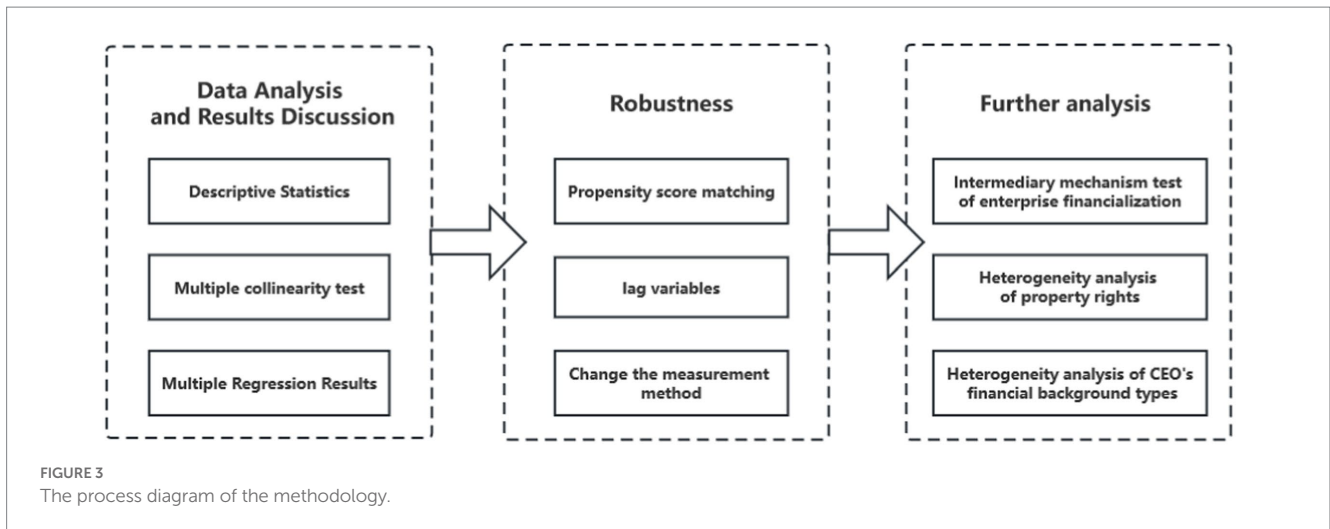 Data Analysis
and Results Discussion
Descriptive Statistics
Multiple collinearity test
Multiple Regression Results
Robustness
Propensity score matching
lag variables
Change the measurement
method
Further analysis
Intermediary mechanism test
of enterprise financialization
Heterogeneity analysis
of property rights
Heterogeneity analysis of CEO's
financial background types
FIGURE 3
The process diagram of the methodology.